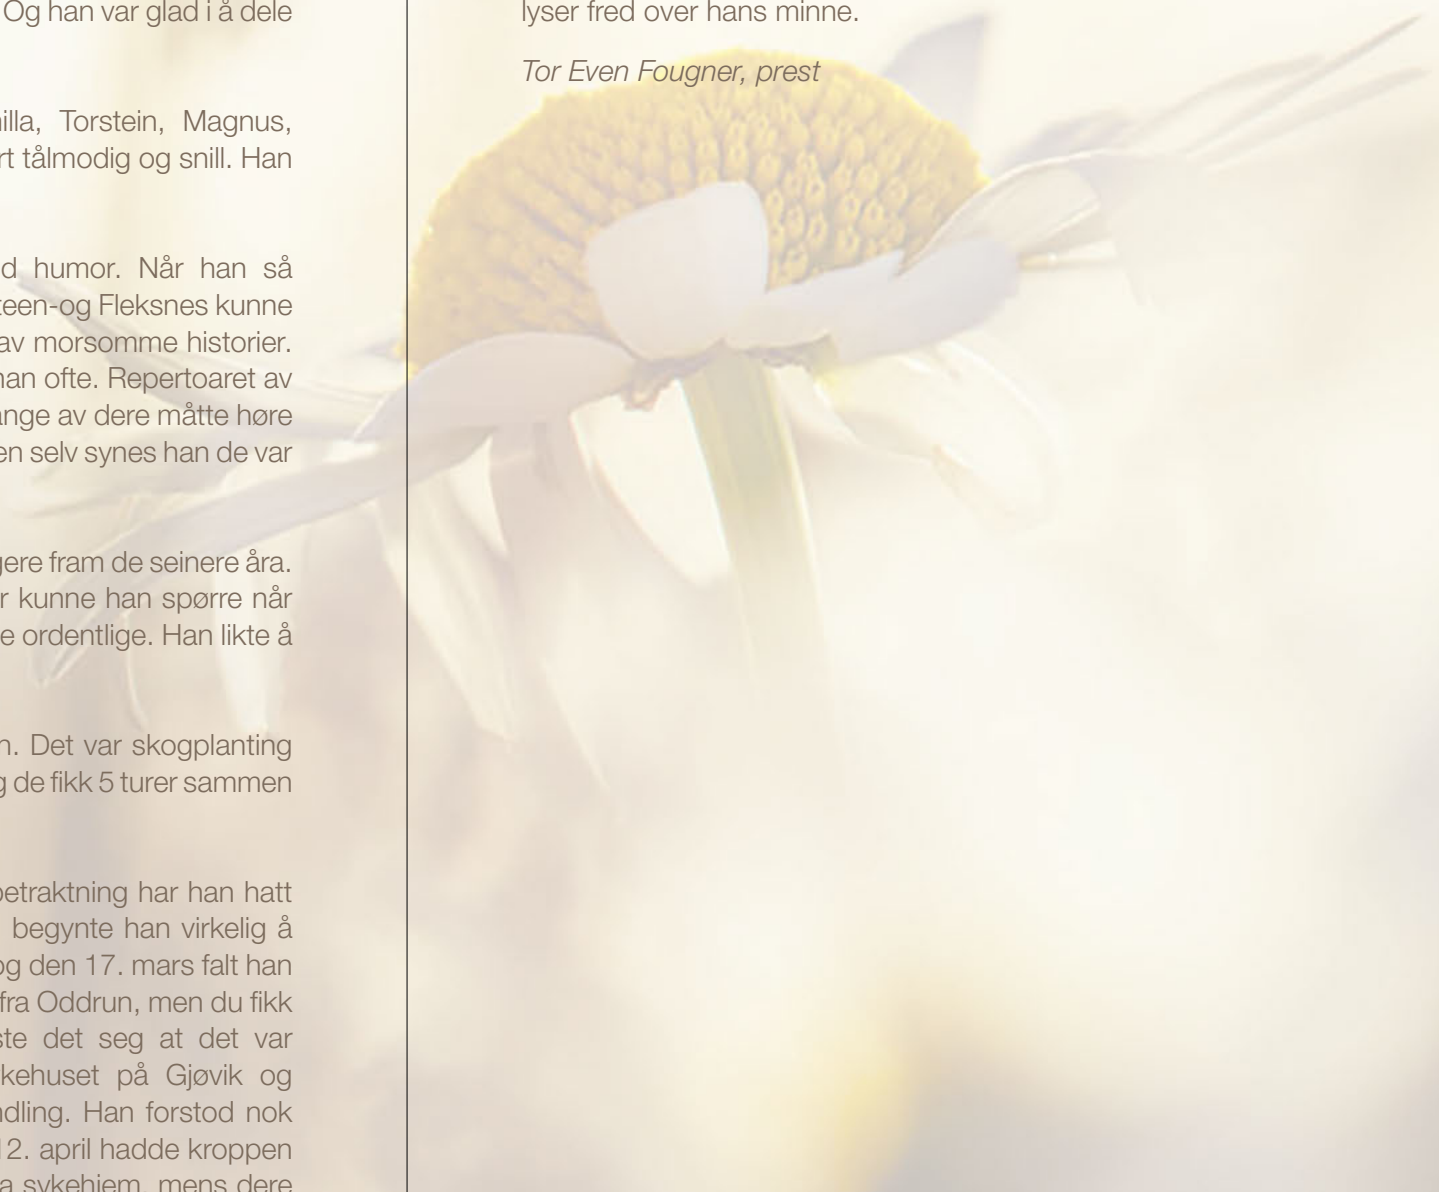 Og han var glad i å dele
illa, Torstein, Magnus,
rt tålmodig og snill. Han
d humor. Når han så
teen-og Fleksnes kunne
av morsomme historier.
han ofte. Repertoaret av
ange av dere måtte høre
en selv synes han de var
gere fram de seinere åra.
r kunne han spørre når
e ordentlige. Han likte å
n. Det var skogplanting
g de fikk 5 turer sammen
betraktning har han hatt
begynte han virkelig å
og den 17. mars falt han
fra Oddrun, men du fikk
ste det seg at det var
kehuset på Gjøvik og
ndling. Han forstod nok
12. april hadde kroppen
a sykehjem, mens dere
lyser fred over hans minne.
Tor Even Fougner, prest